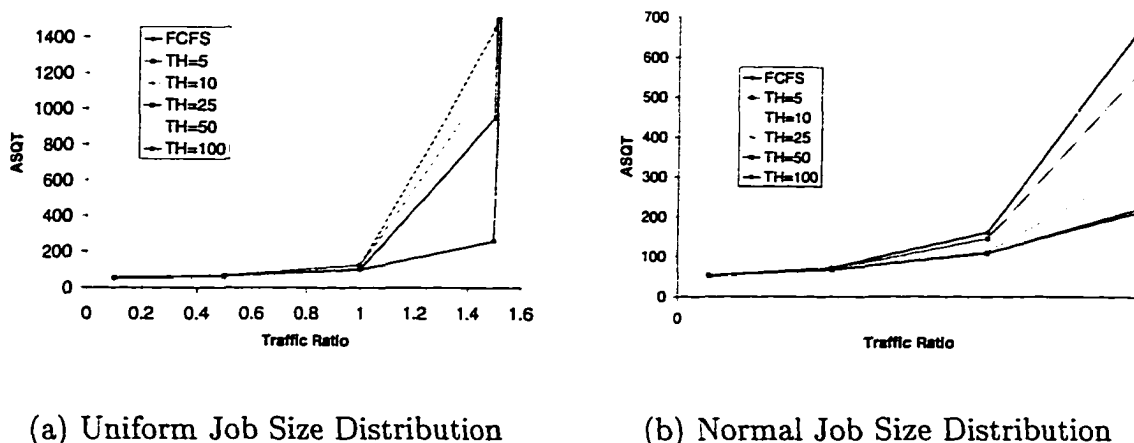 1400
1200
1000
800
600
400
200
0
ASQT
FCFS
TH=5
TH=10
TH=25
TH=50
TH=100
0 0.2 0.4 0.6 0.8 1 1.2 1.4 1.6
Traffic Ratio
(a) Uniform Job Size Distribution
700
600
500
400
300
200
100
0
ASQT
FCFS
TH=5
TH=10
TH=25
TH=50
TH=100
0
Traffic Ratio
(b) Normal Job Size Distribution